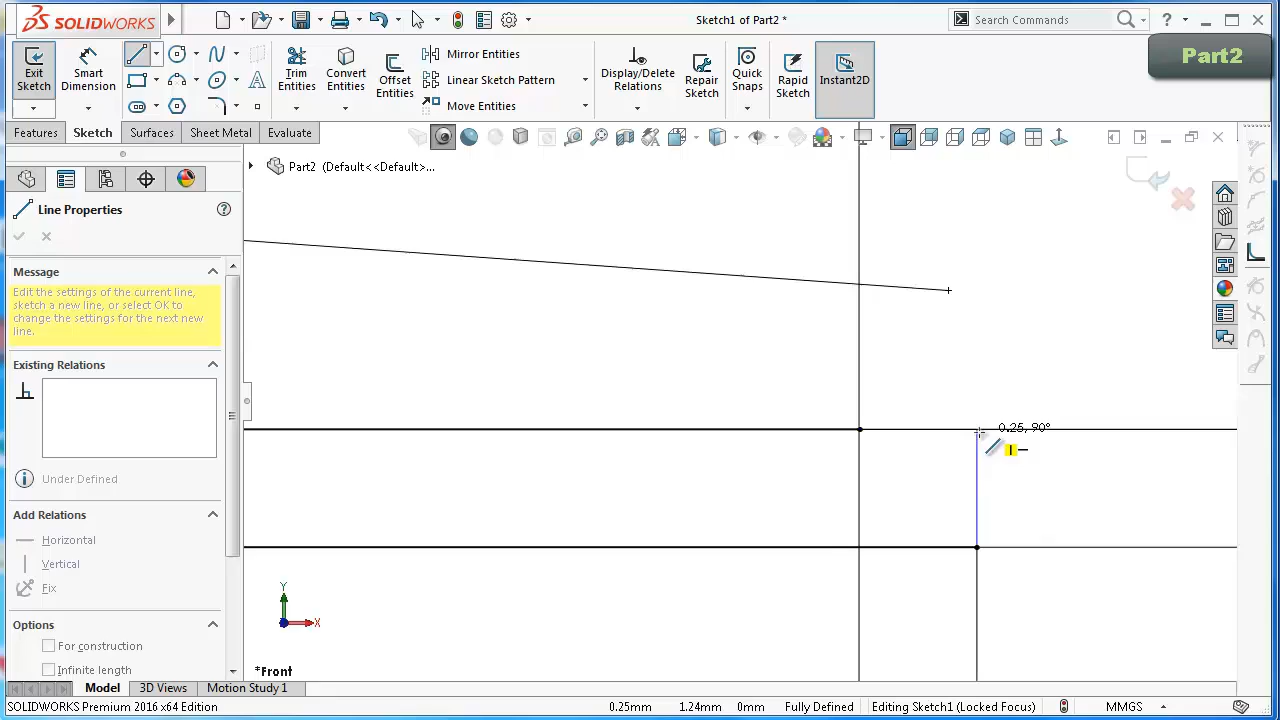 SOLIDWORKS
Sketch1 of Part2 *
Search Commands
?
Part2
Exit Sketch
Smart Dimension
Trim Entities
Convert Entities
Offset Entities
Mirror Entities
Linear Sketch Pattern
Move Entities
Display/Delete Relations
Repair Sketch
Quick Snaps
Rapid Sketch
Instant2D
Features
Sketch
Surfaces
Sheet Metal
Evaluate
Part2 (Default<<Default>...
Line Properties
?
Message
Edit the settings of the current line,
sketch a new line, or select OK to
change the settings for the next new
line.
Existing Relations
Under Defined
Add Relations
Horizontal
Vertical
Fix
Options
For construction
Infinite length
0.25, 90°
Y
X
*Front
Model
3D Views
Motion Study 1
SOLIDWORKS Premium 2016 x64 Edition
0.25mm
1.24mm
0mm
Fully Defined
Editing Sketch1 (Locked Focus)
MMGS